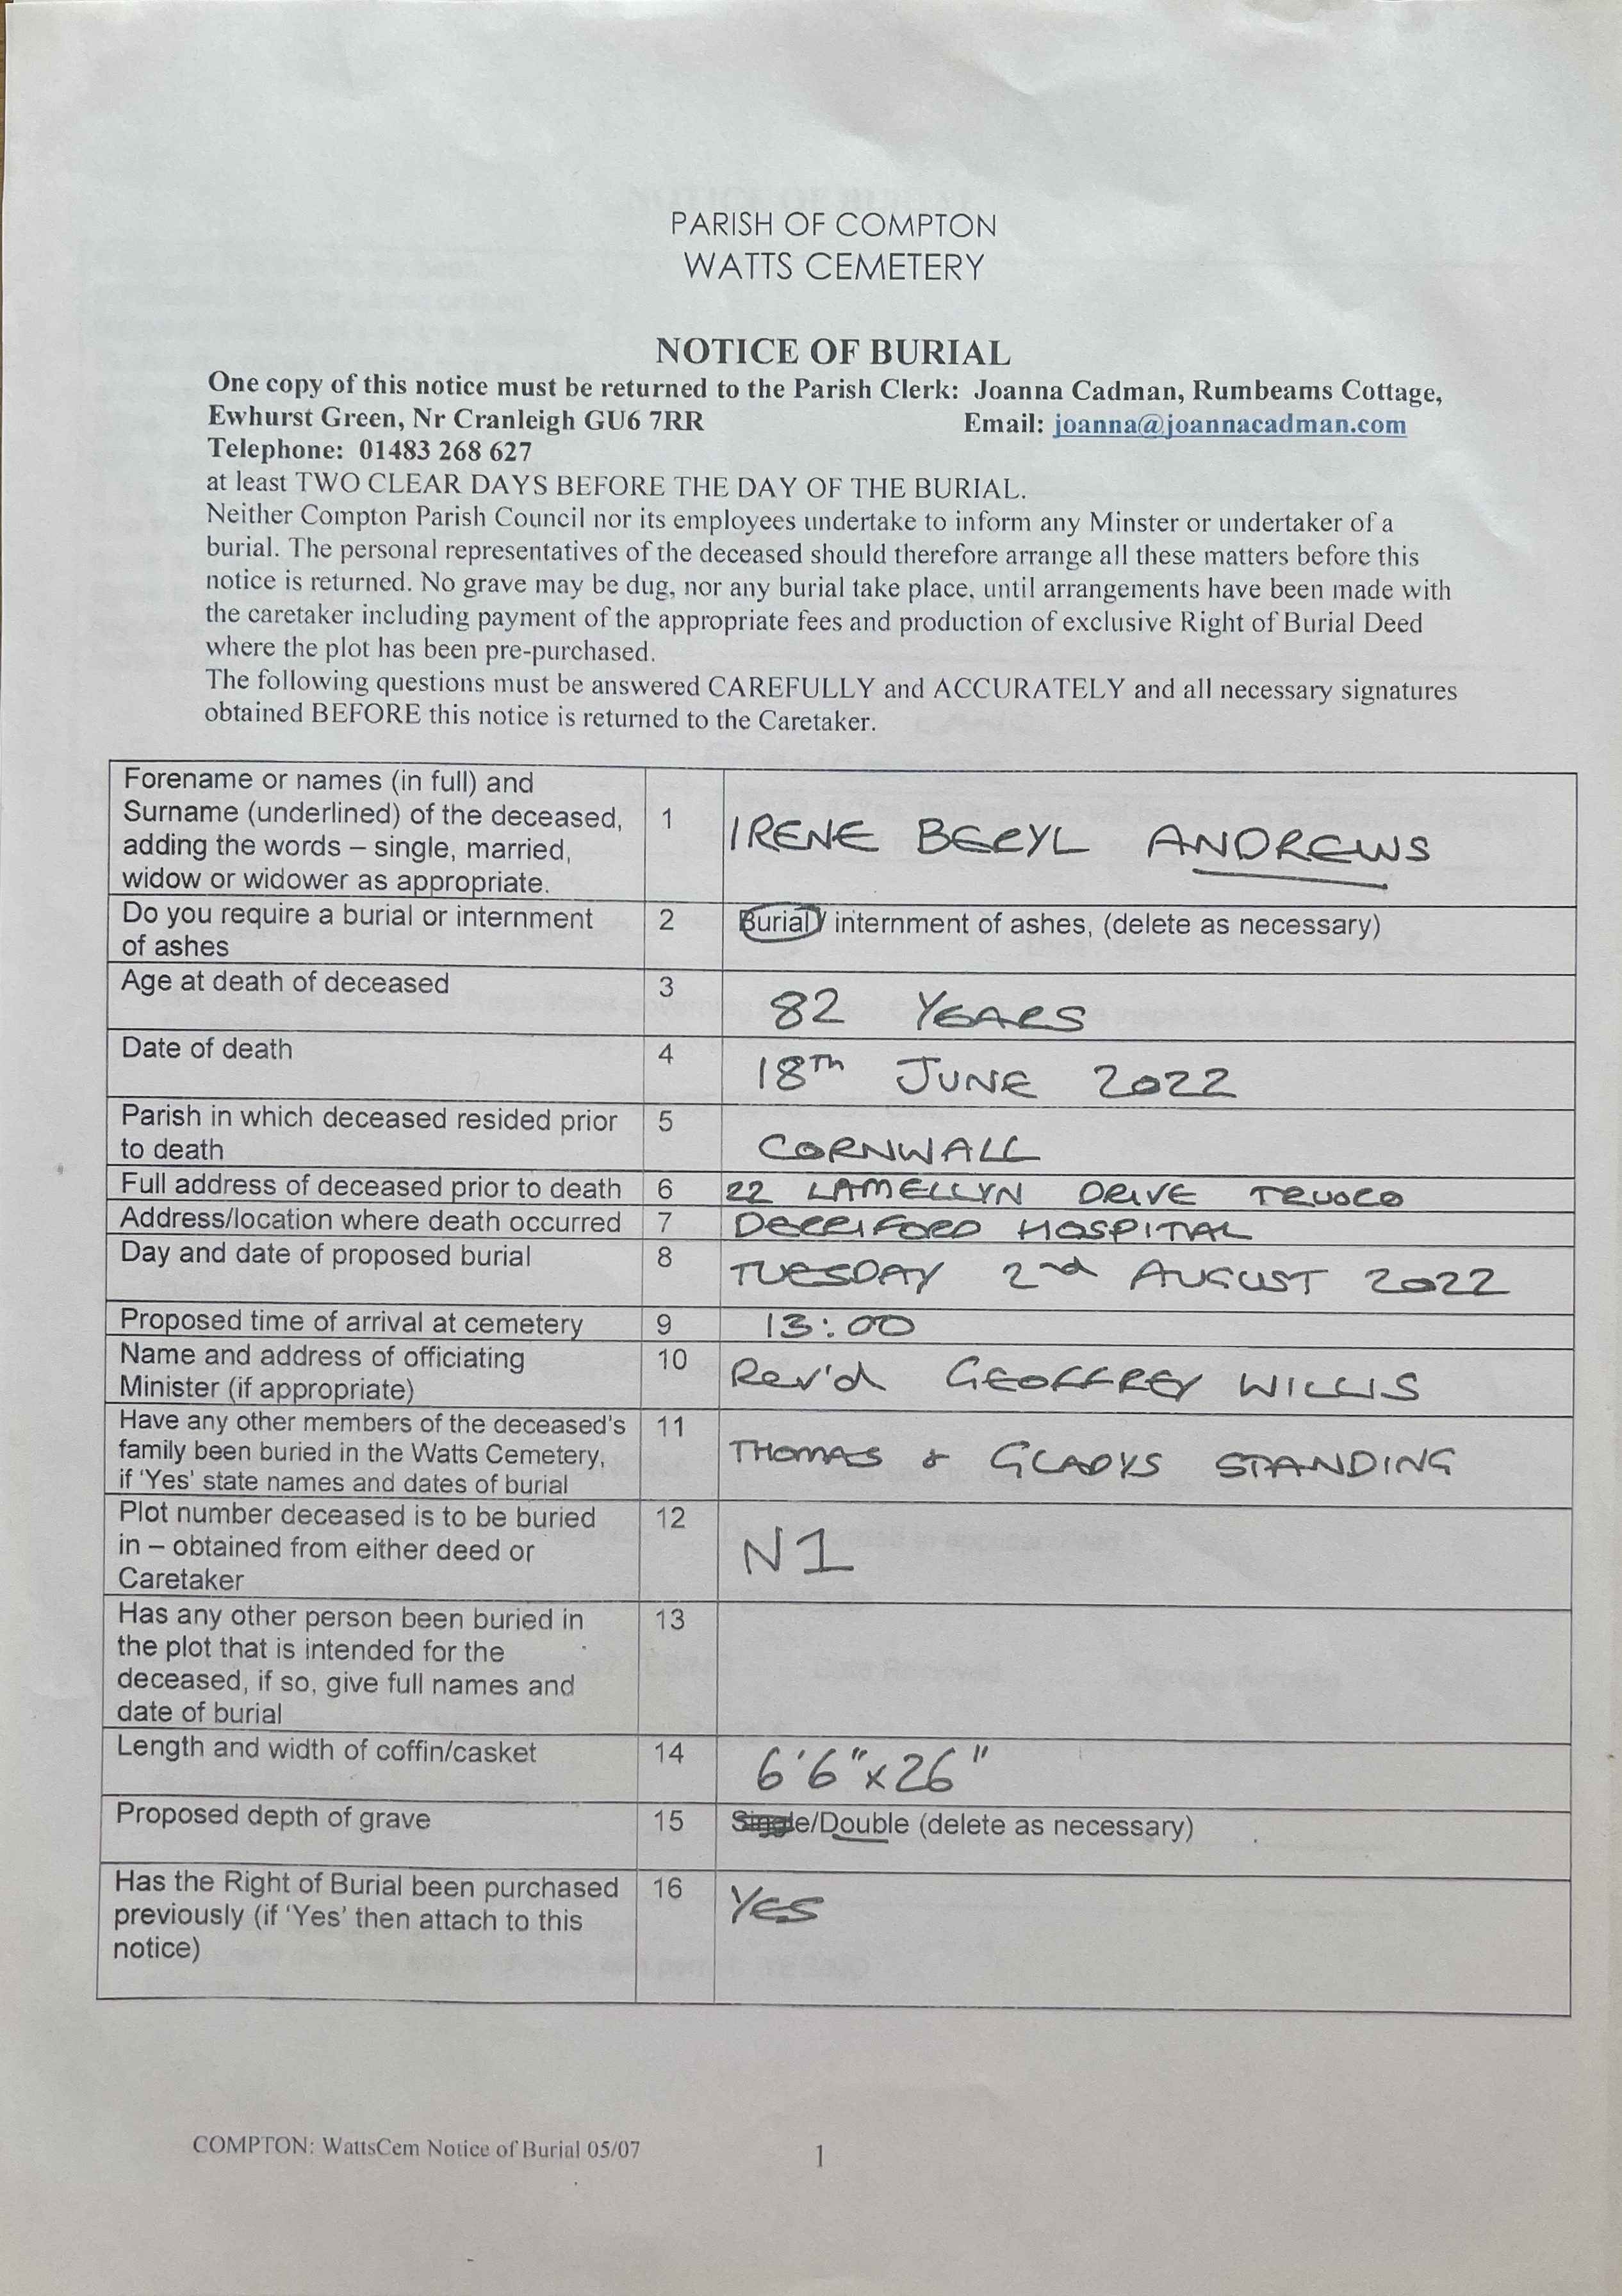 PARISH OF COMPTON
WATTS CEMETERY
NOTICE OF BURIAL
One copy of this notice must be returned to the Parish Clerk: Joanna Cadman, Rumbeams Cottage,
Ewhurst Green, Nr Cranleigh GU6 7RR Email: joanna@joannacadman.com
Telephone: 01483 268 627
at least TWO CLEAR DAYS BEFORE THE DAY OF THE BURIAL.
Neither Compton Parish Council nor its employees undertake to inform any Minster or undertaker of a
burial. The personal representatives of the deceased should therefore arrange all these matters before this
notice is returned. No grave may be dug, nor any burial take place, until arrangements have been made with
the caretaker including payment of the appropriate fees and production of exclusive Right of Burial Deed
where the plot has been pre-purchased.
The following questions must be answered CAREFULLY and ACCURATELY and all necessary signatures
obtained BEFORE this notice is returned to the Caretaker.
Forename or names (in full) and
Surname (underlined) of the deceased,
adding the words – single, married,
widow or widower as appropriate.
1
IRENE BERYL ANDREWS
Do you require a burial or internment
of ashes
2
Burial / internment of ashes, (delete as necessary)
Age at death of deceased
3
82 YEARS
Date of death
4
18TH JUNE 2022
Parish in which deceased resided prior
to death
5
CORNWALL
Full address of deceased prior to death
6
22 LAMELLYN DRIVE TRUORO
Address/location where death occurred
7
DERRIFORD HOSPITAL
Day and date of proposed burial
8
TUESDAY 2nd AUGUST 2022
Proposed time of arrival at cemetery
9
13:00
Name and address of officiating
Minister (if appropriate)
10
Rev'd GEOFFREY WILLIS
Have any other members of the deceased's
family been buried in the Watts Cemetery,
if 'Yes' state names and dates of burial
11
THOMAS & GLADYS STANDING
Plot number deceased is to be buried
in – obtained from either deed or
Caretaker
12
N1
Has any other person been buried in
the plot that is intended for the
deceased, if so, give full names and
date of burial
13
Length and width of coffin/casket
14
6'6" x 26"
Proposed depth of grave
15
Single/Double (delete as necessary)
Has the Right of Burial been purchased
previously (if 'Yes' then attach to this
notice)
16
YES
COMPTON: WattsCem Notice of Burial 05/07
1